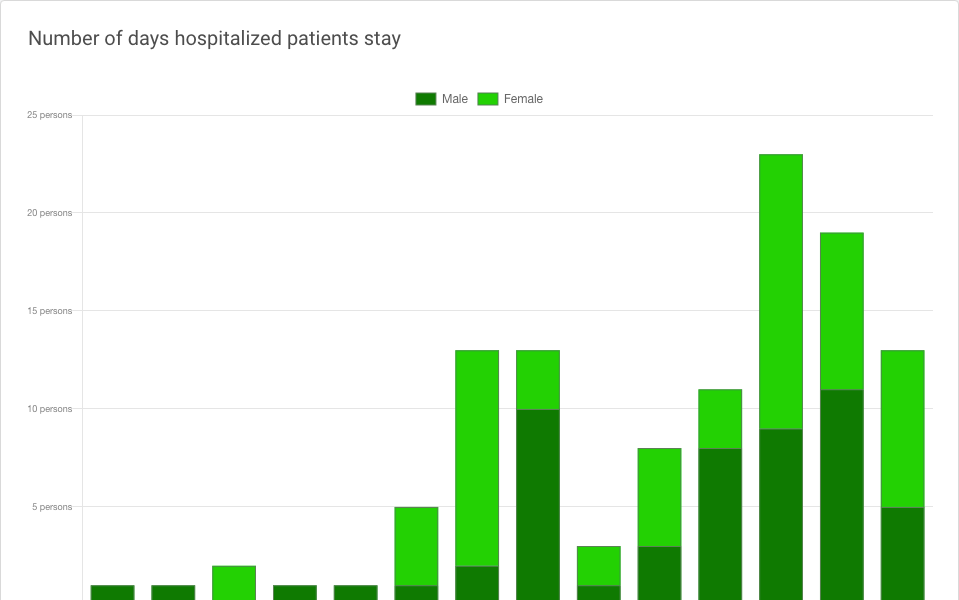 Number of days hospitalized patients stay
Male Female
25 persons
20 persons
15 persons
10 persons
5 persons